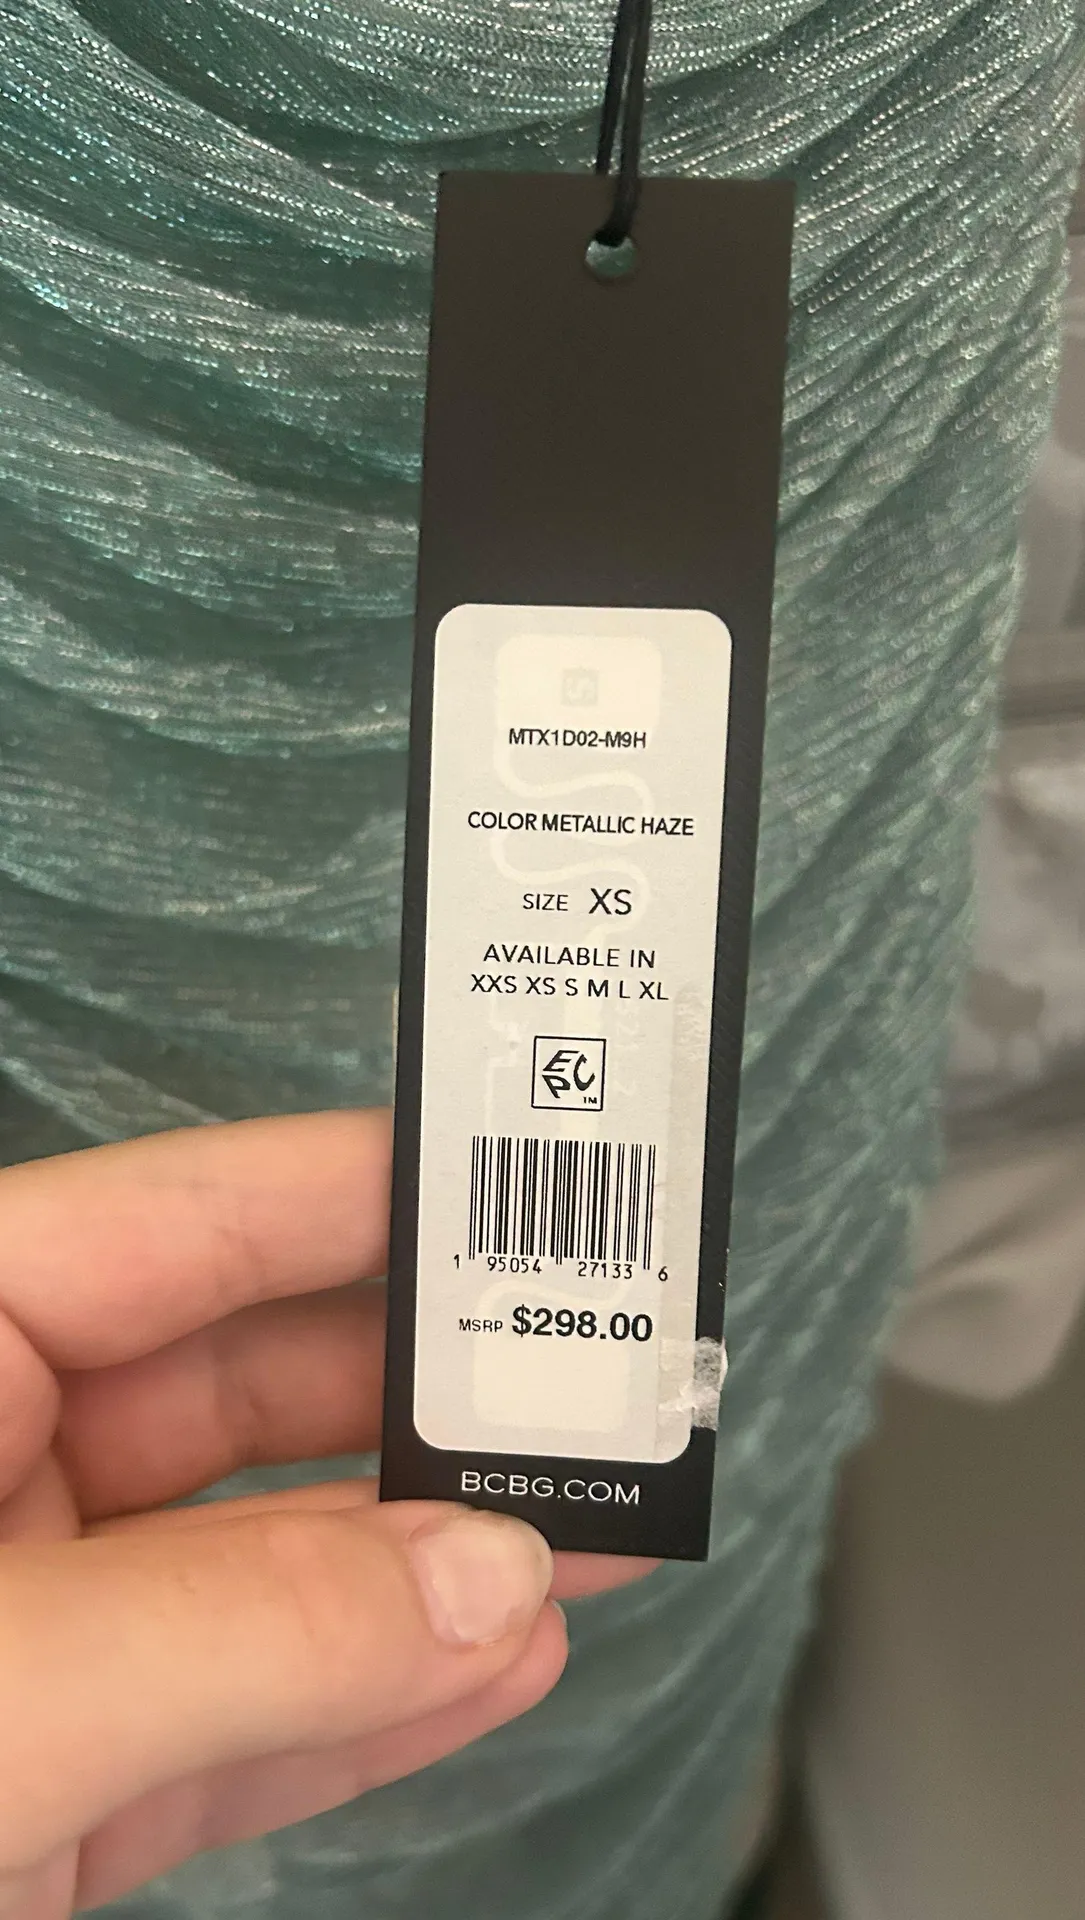 MTX1D02-M9H
COLOR METALLIC HAZE
SIZE XS
AVAILABLE IN
XXS XS S M L XL
EPC
TM
1 95054 27133 6
MSRP $298.00
BCBG.COM